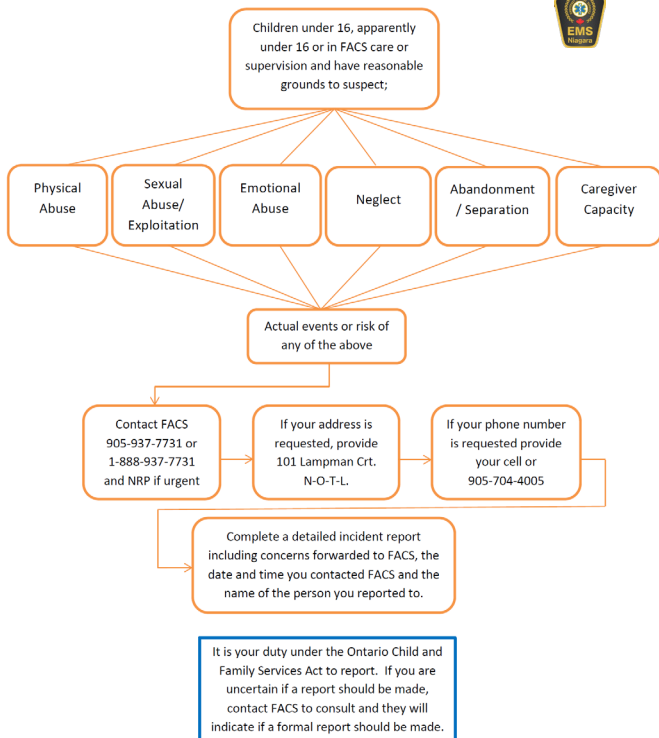 EMS
Niagara
Children under 16, apparently
under 16 or in FACS care or
supervision and have reasonable
grounds to suspect;
Physical
Abuse
Sexual
Abuse/
Exploitation
Emotional
Abuse
Neglect
Abandonment
/ Separation
Caregiver
Capacity
Actual events or risk of
any of the above
Contact FACS
905-937-7731 or
1-888-937-7731
and NRP if urgent
If your address is
requested, provide
101 Lampman Crt.
N-O-T-L.
If your phone number
is requested provide
your cell or
905-704-4005
Complete a detailed incident report
including concerns forwarded to FACS, the
date and time you contacted FACS and the
name of the person you reported to.
It is your duty under the Ontario Child and
Family Services Act to report.  If you are
uncertain if a report should be made,
contact FACS to consult and they will
indicate if a formal report should be made.